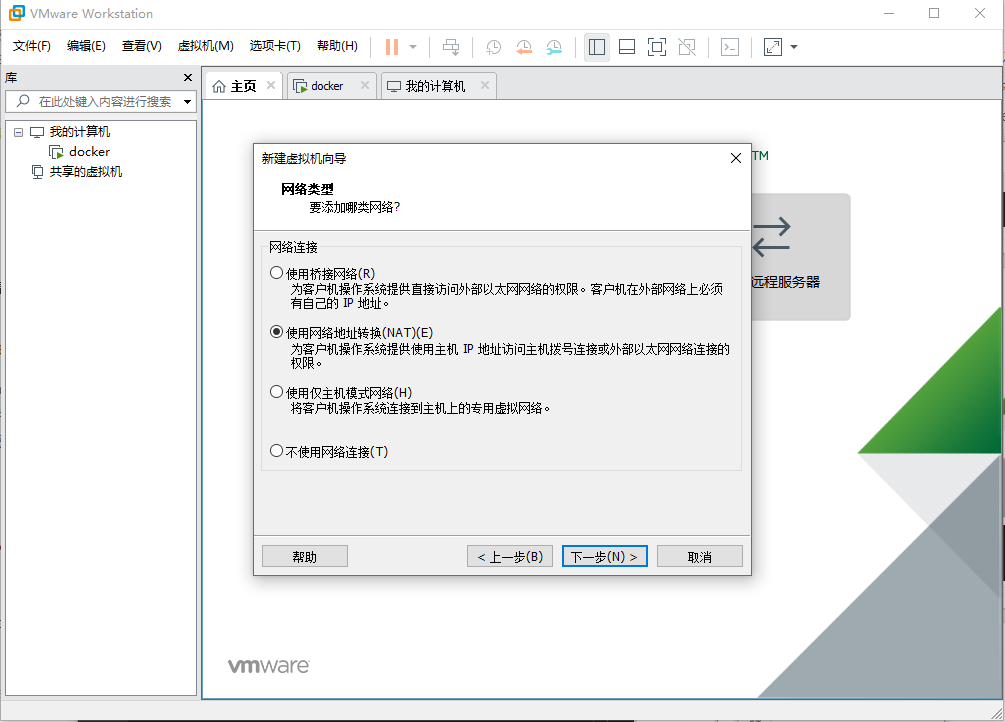 VMware Workstation
文件(F) 编辑(E) 查看(V) 虚拟机(M) 选项卡(T) 帮助(H)
库
在此处键入内容进行搜索
我的计算机
docker
共享的虚拟机
主页 docker 我的计算机
TM
远程服务器
新建虚拟机向导
网络类型
要添加哪类网络?
网络连接
使用桥接网络(R)
为客户机操作系统提供直接访问外部以太网网络的权限。客户机在外部网络上必须
有自己的 IP 地址。
使用网络地址转换(NAT)(E)
为客户机操作系统提供使用主机 IP 地址访问主机拨号连接或外部以太网网络连接的
权限。
使用仅主机模式网络(H)
将客户机操作系统连接到主机上的专用虚拟网络。
不使用网络连接(T)
帮助 < 上一步(B) 下一步(N) > 取消
vmware